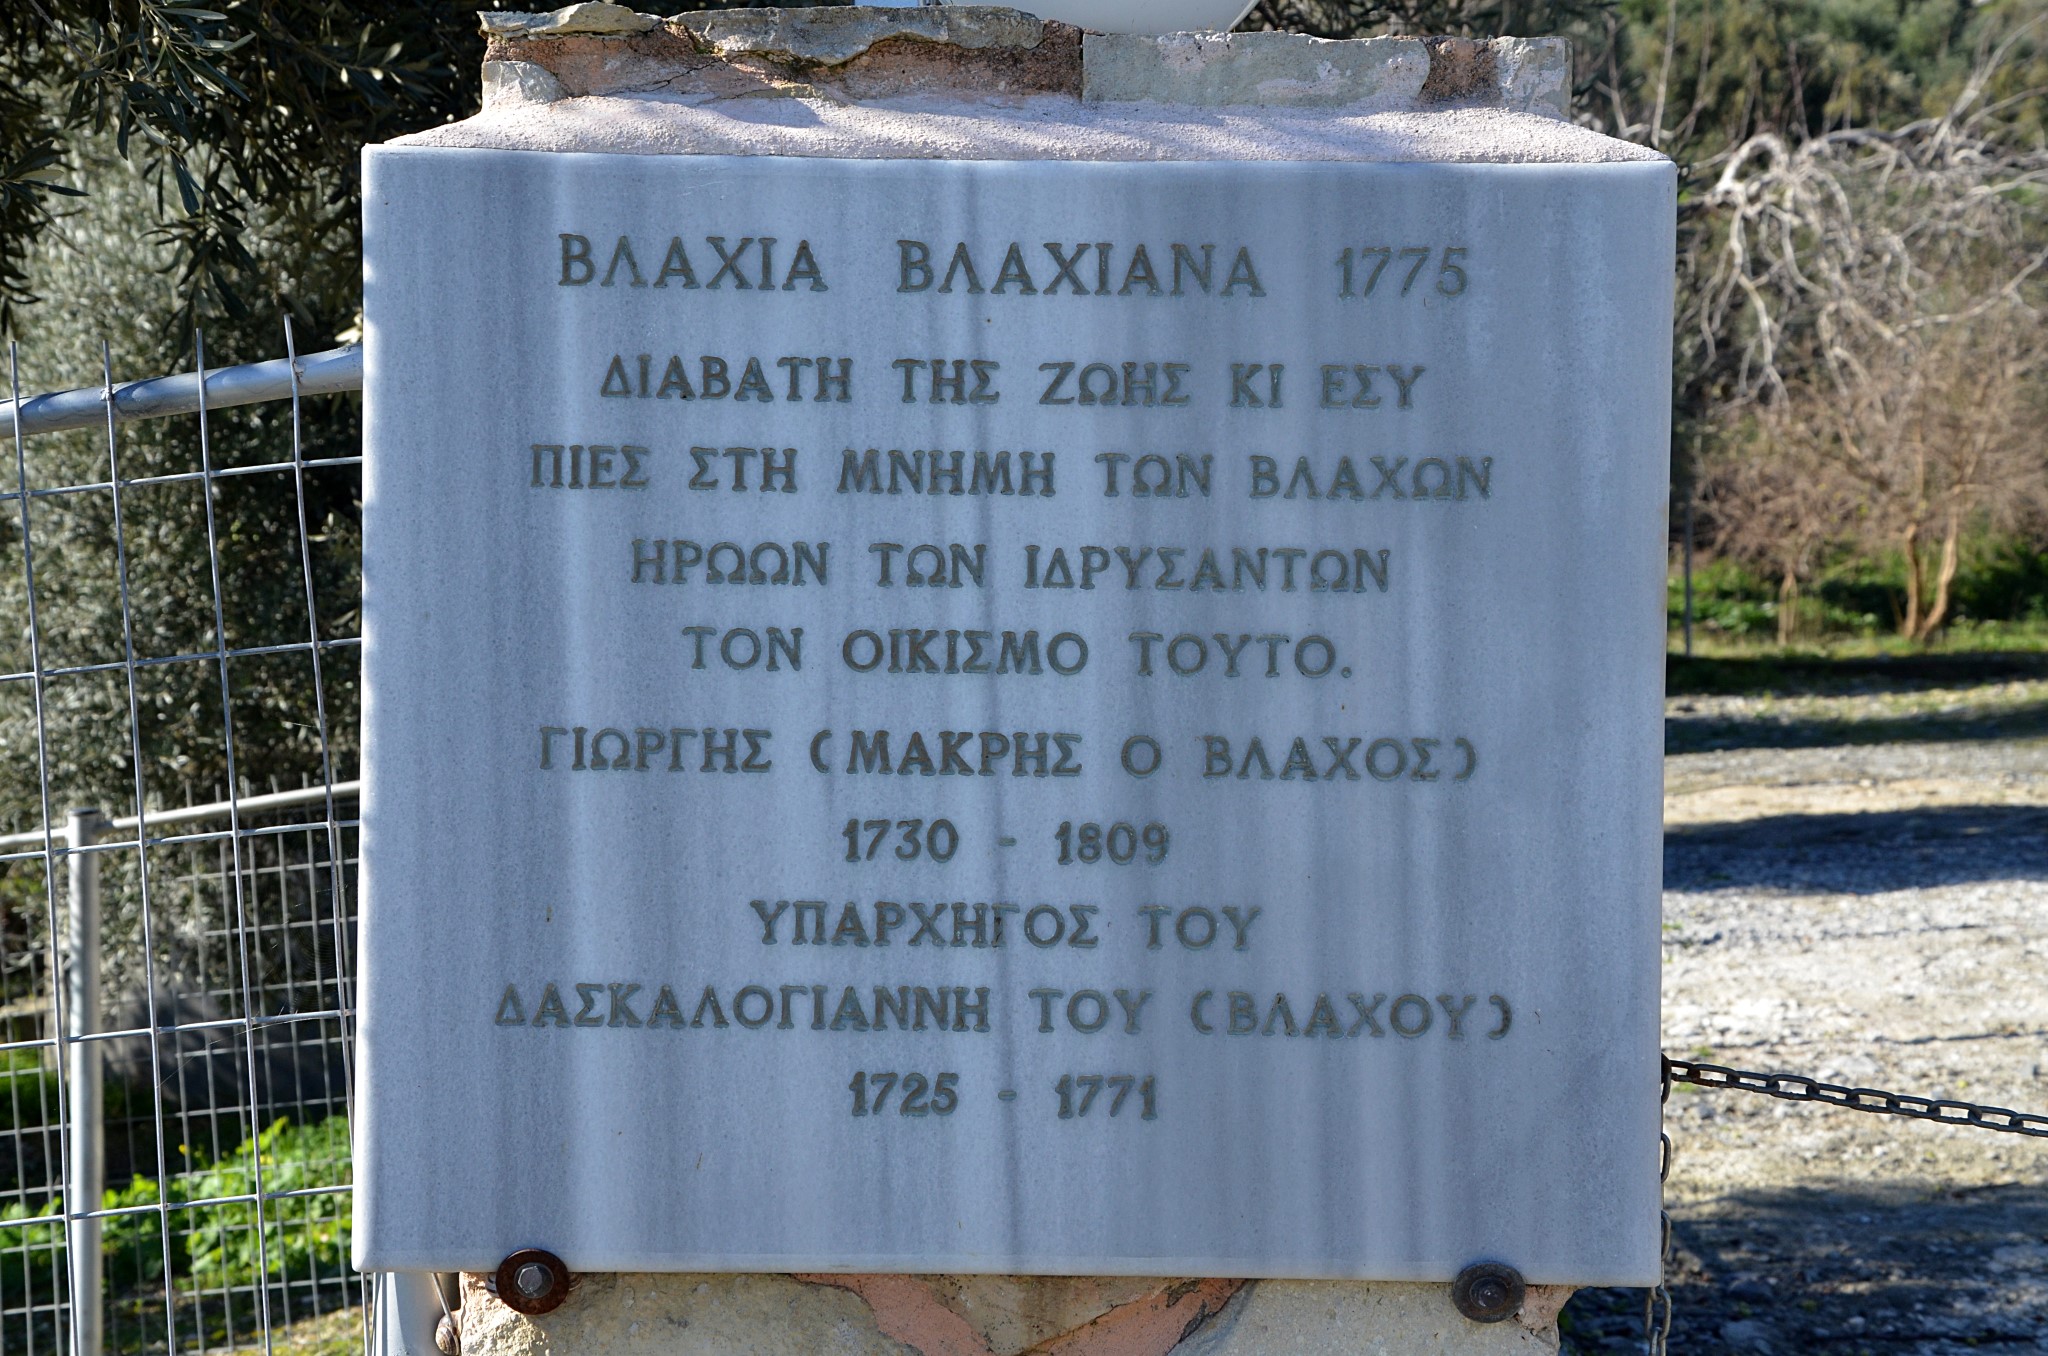 ΒΛΑΧΙΑ ΒΛΑΧΙΑΝΑ 1775
ΔΙΑΒΑΤΗ ΤΗΣ ΖΩΗΣ ΚΙ ΕΣΥ
ΠΙΕΣ ΣΤΗ ΜΝΗΜΗ ΤΩΝ ΒΛΑΧΩΝ
ΗΡΩΩΝ ΤΩΝ ΙΔΡΥΣΑΝΤΩΝ
ΤΟΝ ΟΙΚΙΣΜΟ ΤΟΥΤΟ.
ΓΙΩΡΓΗΣ (ΜΑΚΡΗΣ Ο ΒΛΑΧΟΣ)
1730 - 1809
ΥΠΑΡΧΗΓΟΣ ΤΟΥ
ΔΑΣΚΑΛΟΓΙΑΝΝΗ ΤΟΥ (ΒΛΑΧΟΥ)
1725 - 1771